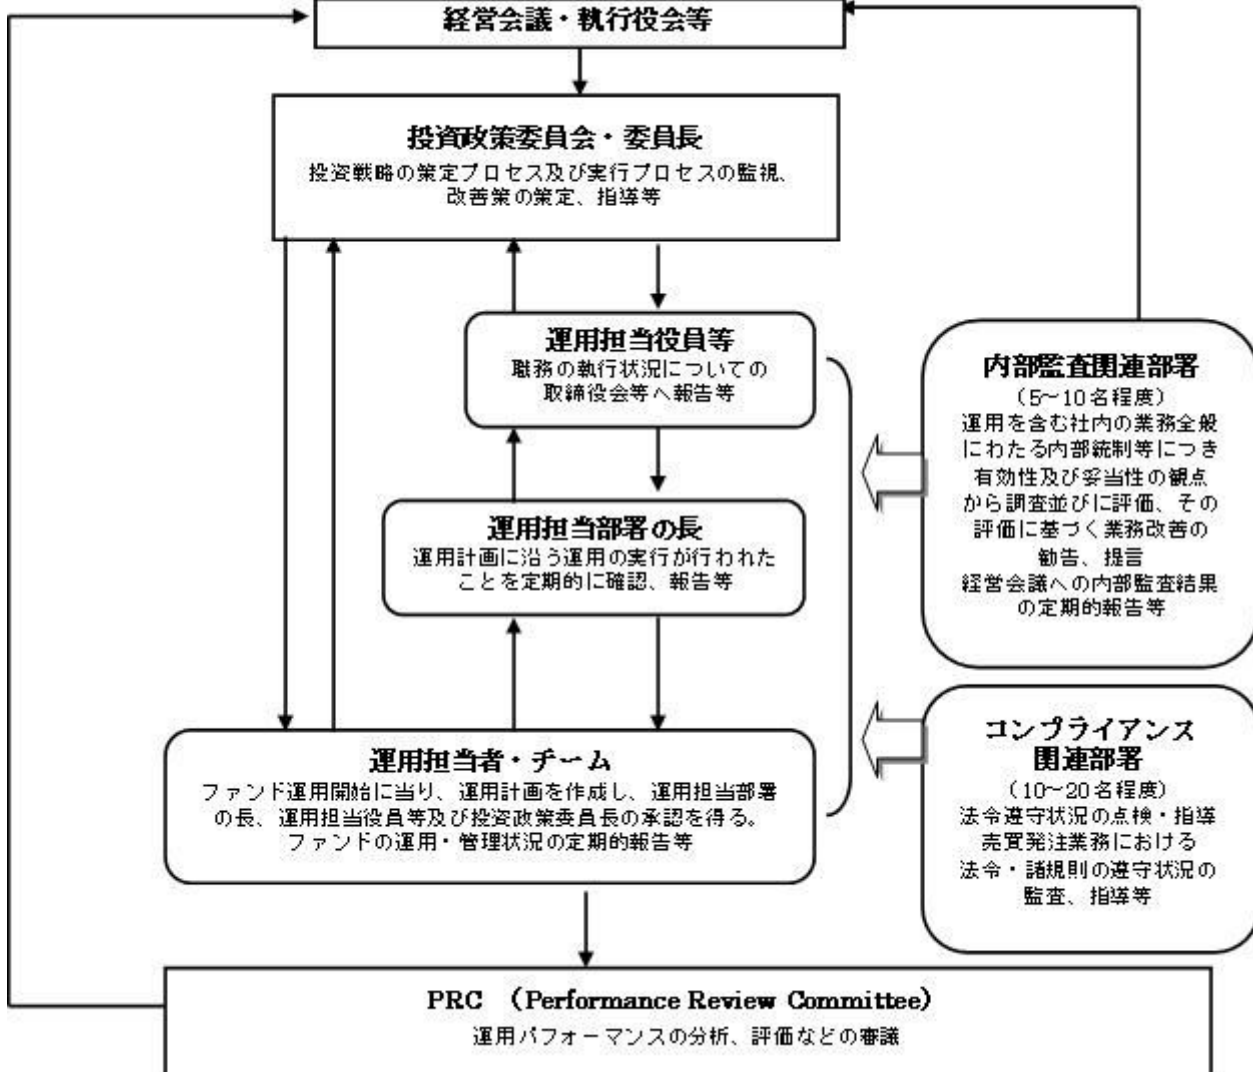 経営会議・執行役会等
投資政策委員会・委員長
投資戦略の策定プロセス及び実行プロセスの監視、
改善策の策定、指導等
運用担当役員等
職務の執行状況についての
取締役会等へ報告等
運用担当部署の長
運用計画に沿う運用の実行が行われた
ことを定期的に確認、報告等
運用担当者・チーム
ファンド運用開始に当り、運用計画を作成し、運用担当部署
の長、運用担当役員等及び投資政策委員長の承認を得る。
ファンドの運用・管理状況の定期的報告等
内部監査関連部署
（5～10名程度）
運用を含む社内の業務全般
にわたる内部統制等につき
有効性及び妥当性の観点
から調査並びに評価、その
評価に基づく業務改善の
勧告、提言
経営会議への内部監査結果
の定期的報告等
コンプライアンス
関連部署
（10～20名程度）
法令遵守状況の点検・指導
売買発注業務における
法令・諸規則の遵守状況の
監査、指導等
PRC （Performance Review Committee）
運用パフォーマンスの分析、評価などの審議